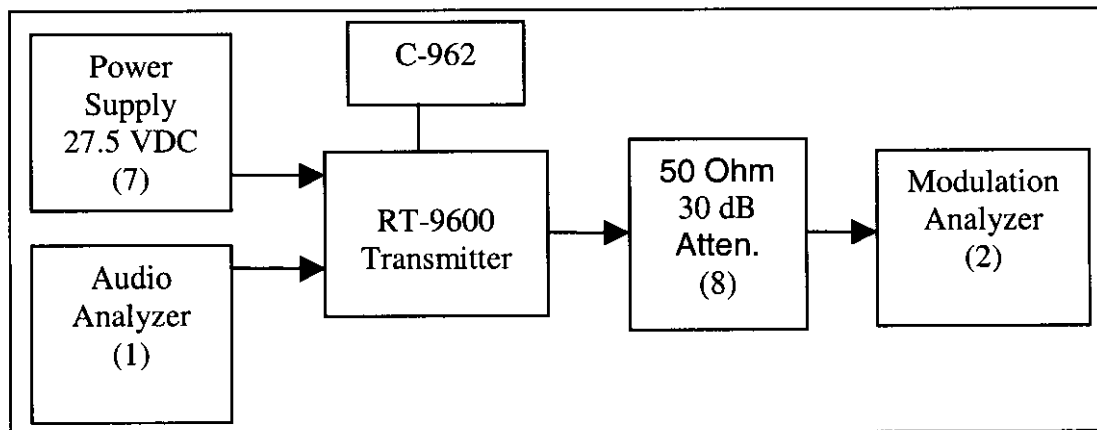 Power
Supply
27.5 VDC
(7)
C-962
RT-9600
Transmitter
50 Ohm
30 dB
Atten.
(8)
Modulation
Analyzer
(2)
Audio
Analyzer
(1)